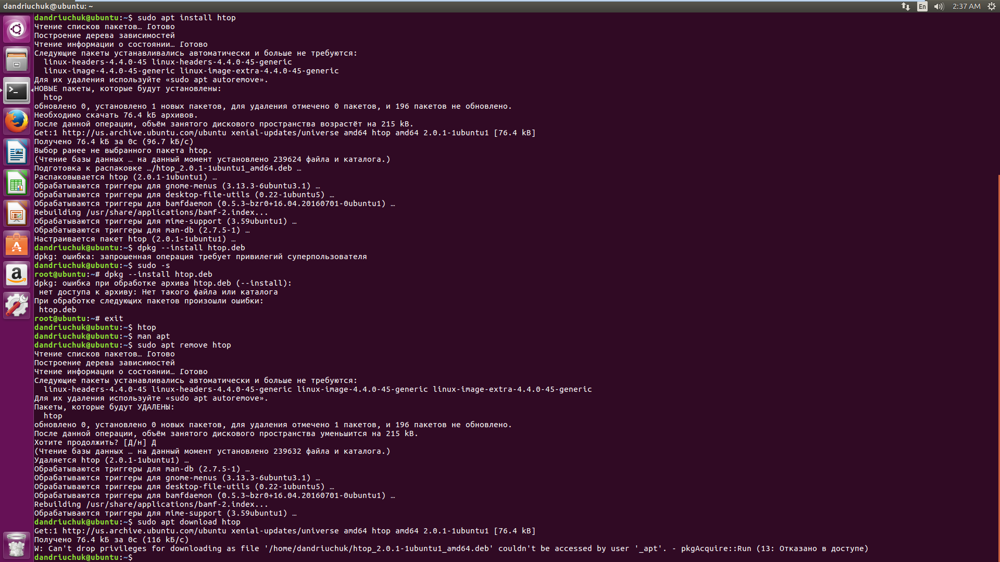 dandriuchuk@ubuntu: ~
En
2:37 AM
dandriuchuk@ubuntu:~$ sudo apt install htop
Чтение списков пакетов… Готово
Построение дерева зависимостей
Чтение информации о состоянии… Готово
Следующие пакеты устанавливались автоматически и больше не требуются:
linux-headers-4.4.0-45 linux-headers-4.4.0-45-generic
linux-image-4.4.0-45-generic linux-image-extra-4.4.0-45-generic
Для их удаления используйте «sudo apt autoremove».
НОВЫЕ пакеты, которые будут установлены:
htop
обновлено 0, установлено 1 новых пакетов, для удаления отмечено 0 пакетов, и 196 пакетов не обновлено.
Необходимо скачать 76.4 kБ архивов.
После данной операции, объём занятого дискового пространства возрастёт на 215 kB.
Get:1 http://us.archive.ubuntu.com/ubuntu xenial-updates/universe amd64 htop amd64 2.0.1-1ubuntu1 [76.4 kB]
Получено 76.4 kБ за 0с (96.7 kБ/c)
Выбор ранее не выбранного пакета htop.
(Чтение базы данных … на данный момент установлено 239624 файла и каталога.)
Подготовка к распаковке …/htop_2.0.1-1ubuntu1_amd64.deb …
Распаковывается htop (2.0.1-1ubuntu1) …
Обрабатываются триггеры для gnome-menus (3.13.3-6ubuntu3.1) …
Обрабатываются триггеры для desktop-file-utils (0.22-1ubuntu5) …
Обрабатываются триггеры для bamfdaemon (0.5.3~bzr0+16.04.20160701-0ubuntu1) …
Rebuilding /usr/share/applications/bamf-2.index...
Обрабатываются триггеры для mime-support (3.59ubuntu1) …
Обрабатываются триггеры для man-db (2.7.5-1) …
Настраивается пакет htop (2.0.1-1ubuntu1) …
dandriuchuk@ubuntu:~$ dpkg --install htop.deb
dpkg: ошибка: запрошенная операция требует привилегий суперпользователя
dandriuchuk@ubuntu:~$ sudo -s
root@ubuntu:~# dpkg --install htop.deb
dpkg: ошибка при обработке архива htop.deb (--install):
нет доступа к архиву: Нет такого файла или каталога
При обработке следующих пакетов произошли ошибки:
htop.deb
root@ubuntu:~# exit
dandriuchuk@ubuntu:~$ htop
dandriuchuk@ubuntu:~$ man apt
dandriuchuk@ubuntu:~$ sudo apt remove htop
Чтение списков пакетов… Готово
Построение дерева зависимостей
Чтение информации о состоянии… Готово
Следующие пакеты устанавливались автоматически и больше не требуются:
linux-headers-4.4.0-45 linux-headers-4.4.0-45-generic linux-image-4.4.0-45-generic linux-image-extra-4.4.0-45-generic
Для их удаления используйте «sudo apt autoremove».
Пакеты, которые будут УДАЛЕНЫ:
htop
обновлено 0, установлено 0 новых пакетов, для удаления отмечено 1 пакетов, и 196 пакетов не обновлено.
После данной операции, объём занятого дискового пространства уменьшится на 215 kB.
Хотите продолжить? [Д/н] Д
(Чтение базы данных … на данный момент установлено 239632 файла и каталога.)
Удаляется htop (2.0.1-1ubuntu1) …
Обрабатываются триггеры для man-db (2.7.5-1) …
Обрабатываются триггеры для gnome-menus (3.13.3-6ubuntu3.1) …
Обрабатываются триггеры для desktop-file-utils (0.22-1ubuntu5) …
Обрабатываются триггеры для bamfdaemon (0.5.3~bzr0+16.04.20160701-0ubuntu1) …
Rebuilding /usr/share/applications/bamf-2.index...
Обрабатываются триггеры для mime-support (3.59ubuntu1) …
dandriuchuk@ubuntu:~$ sudo apt download htop
Get:1 http://us.archive.ubuntu.com/ubuntu xenial-updates/universe amd64 htop amd64 2.0.1-1ubuntu1 [76.4 kB]
Получено 76.4 kБ за 0с (116 kБ/c)
W: Can't drop privileges for downloading as file '/home/dandriuchuk/htop_2.0.1-1ubuntu1_amd64.deb' couldn't be accessed by user '_apt'. - pkgAcquire::Run (13: Отказано в доступе)
dandriuchuk@ubuntu:~$